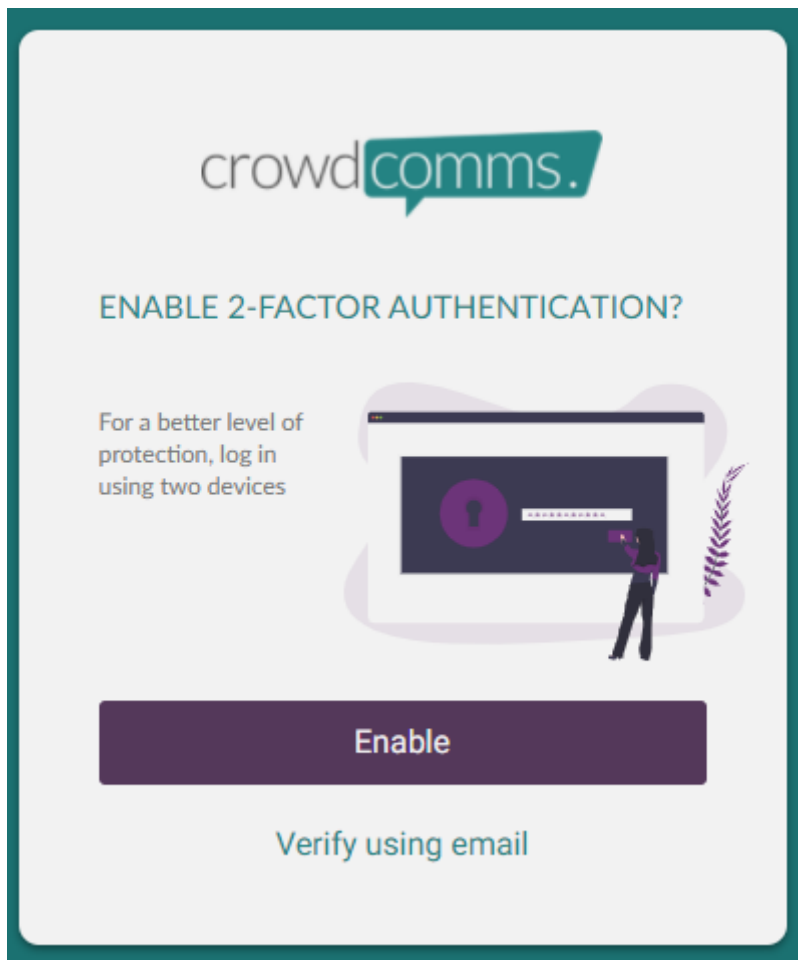 crowdcomms.
ENABLE 2-FACTOR AUTHENTICATION?
For a better level of
protection, log in
using two devices
Enable
Verify using email